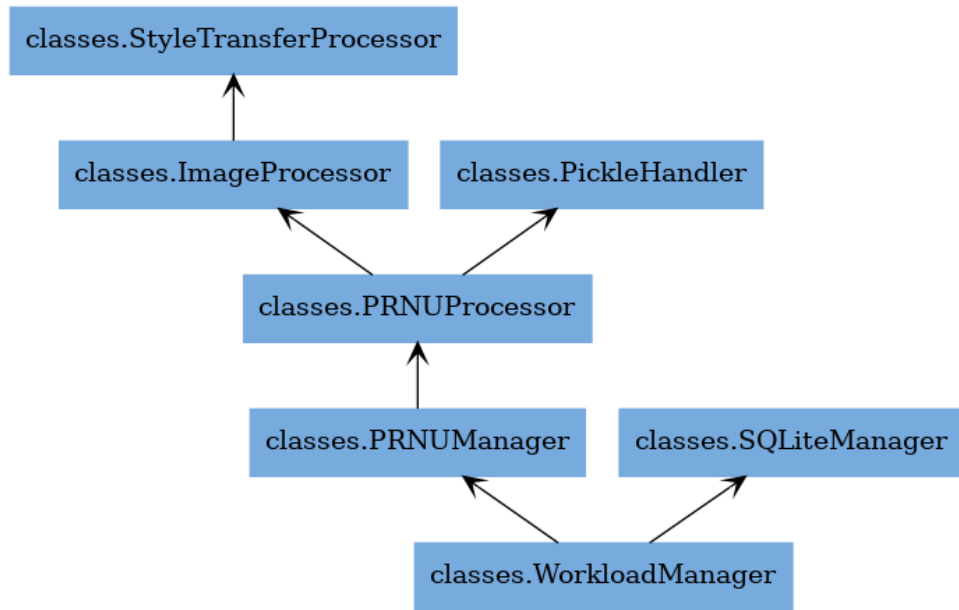 classes.StyleTransferProcessor
classes.ImageProcessor
classes.PickleHandler
classes.PRNUProcessor
classes.PRNUManager
classes.SQLiteManager
classes.WorkloadManager